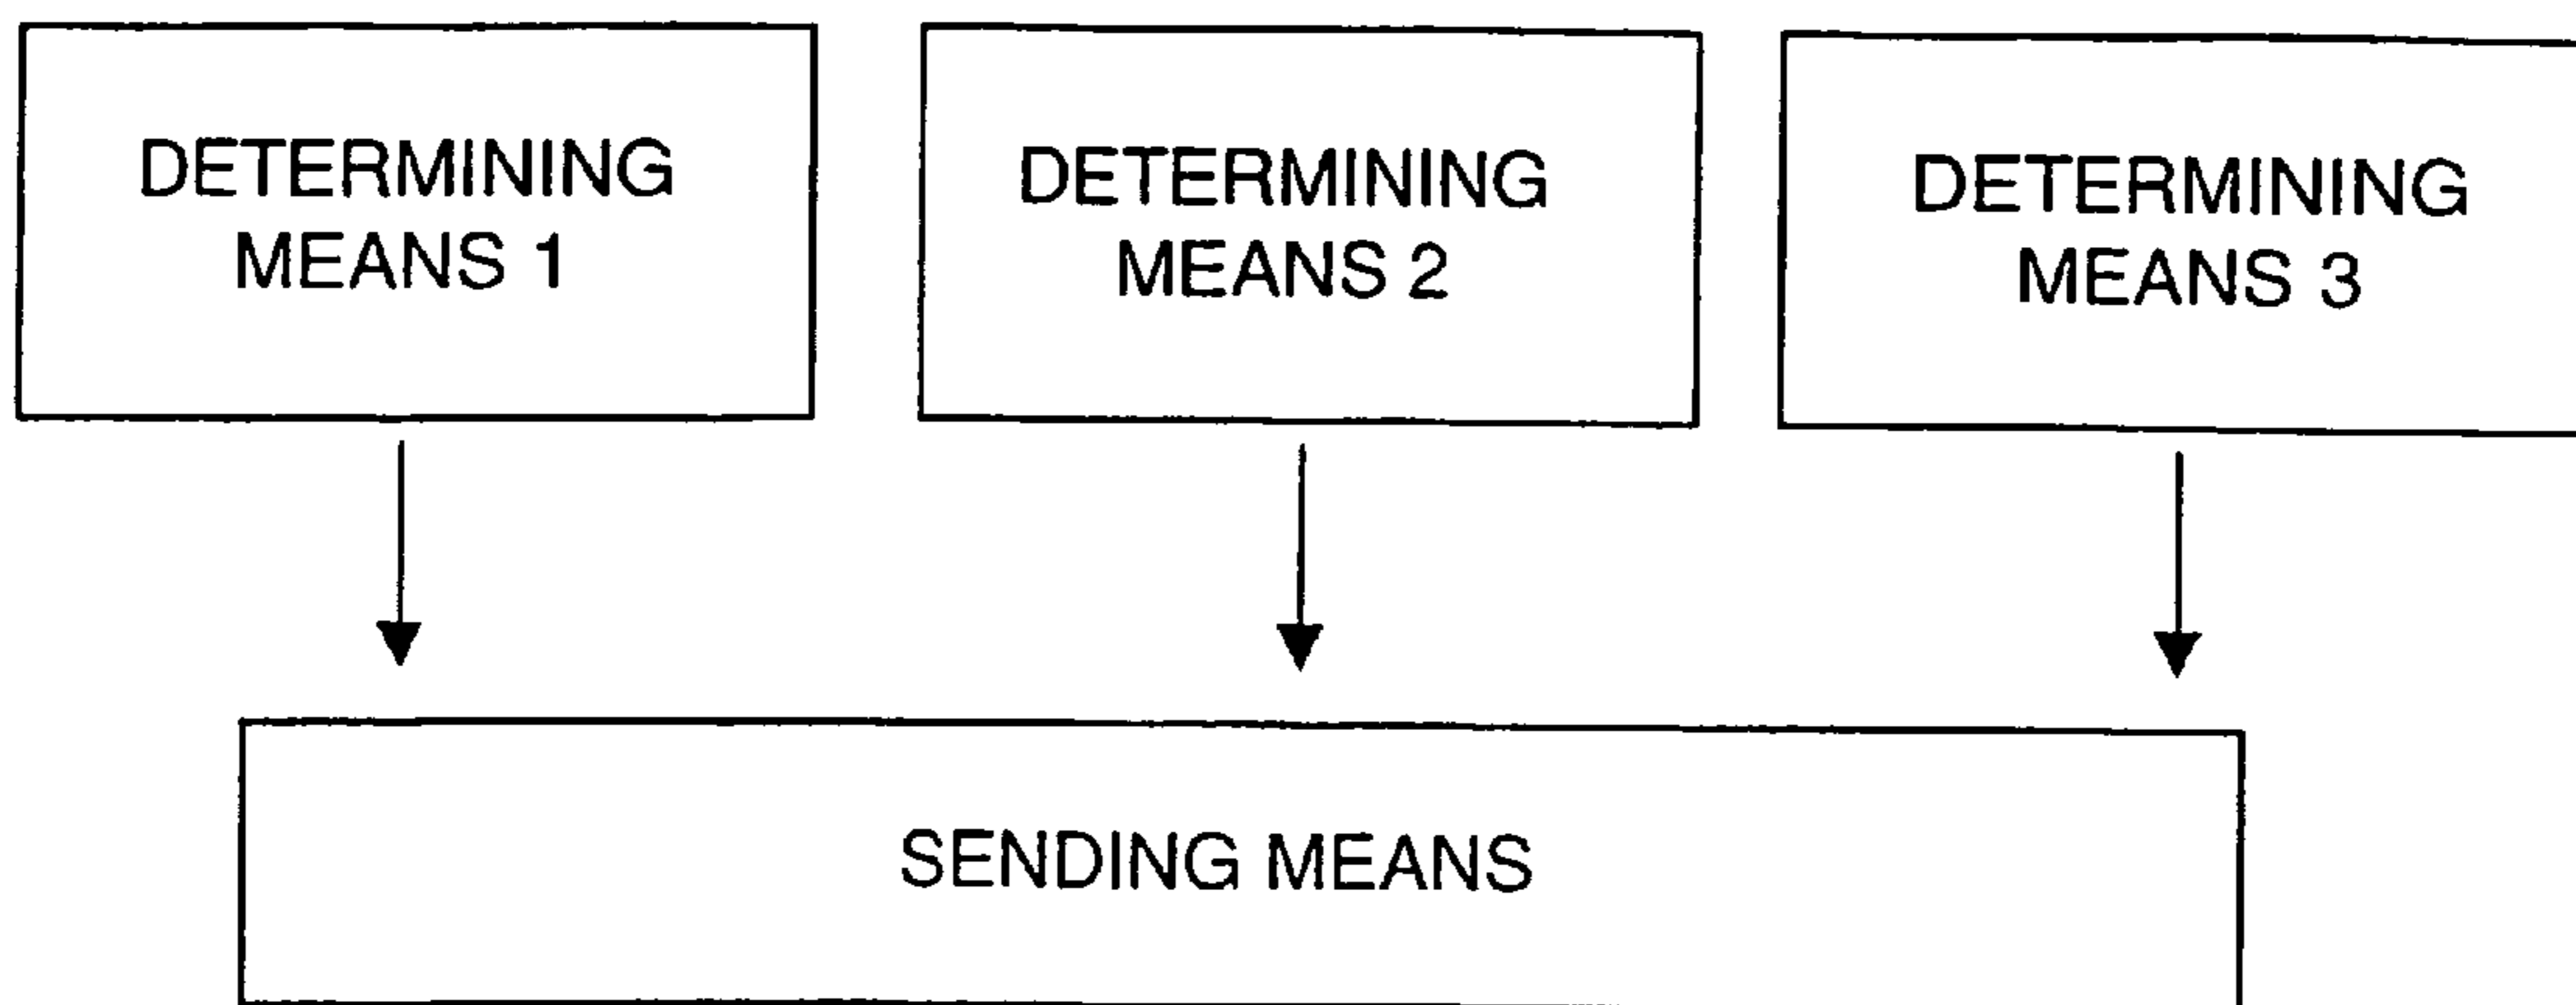 DETERMINING
MEANS 1
DETERMINING
MEANS 2
DETERMINING
MEANS 3
SENDING MEANS